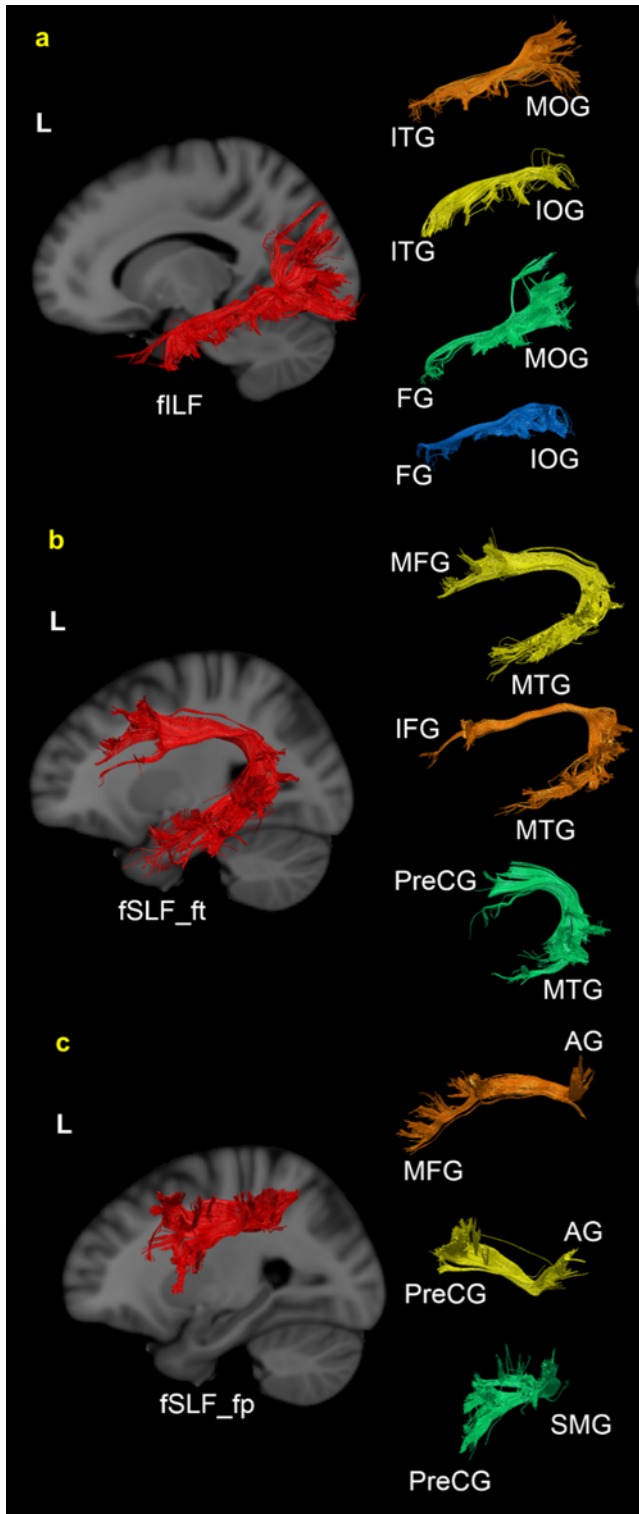 a
L
fILF
MOG
ITG
IOG
ITG
MOG
FG
IOG
FG
b
L
fSLF_ft
MFG
MTG
IFG
MTG
PreCG
MTG
c
L
fSLF_fp
AG
MFG
AG
PreCG
SMG
PreCG